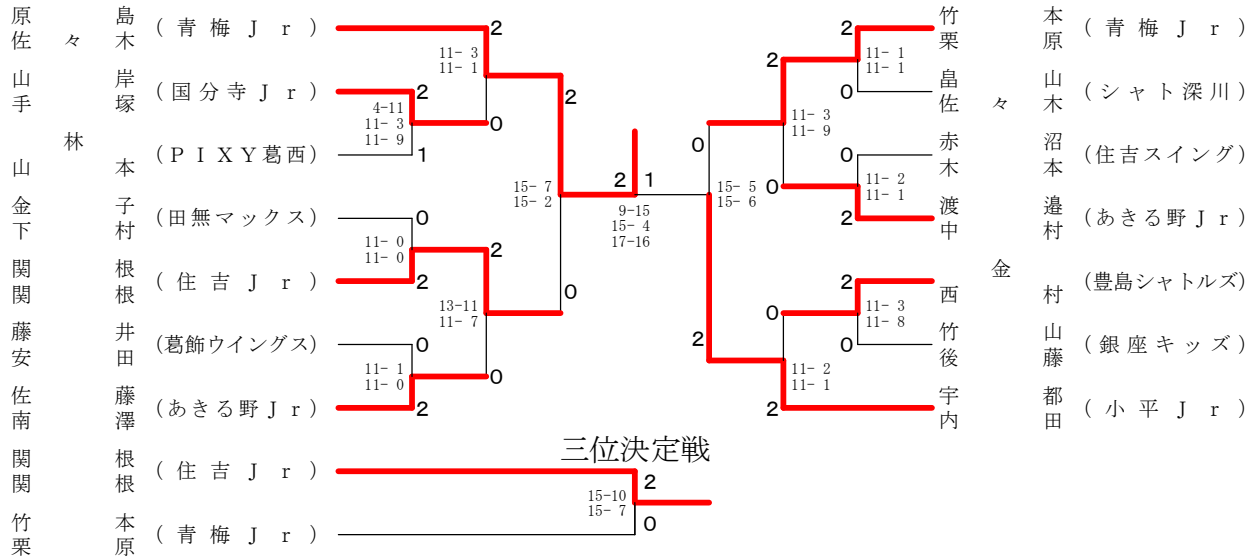 原島
佐々木
(青梅Jr)
2
11- 3
11- 1
山岸
手塚
(国分寺Jr)
2
4-11
11- 3
11- 9
0
林
山本
(PIXY葛西)
1
2
15- 7
15- 2
金子
下村
(田無マックス)
0
11- 0
11- 0
2
関根
関根
(住吉Jr)
2
13-11
11- 7
0
藤井
安田
(葛飾ウイングス)
0
11- 1
11- 0
0
佐藤
南澤
(あきる野Jr)
2
2
1
9-15
15- 4
17-16
竹本
栗原
(青梅Jr)
2
11- 1
11- 1
2
畠山
佐々木
(シャト深川)
0
11- 3
11- 9
0
赤沼
木本
(住吉スイング)
0
11- 2
11- 1
0
15- 5
15- 6
渡邉
中村
(あきる野Jr)
2
金
西村
(豊島シャトルズ)
2
11- 3
11- 8
0
竹山
後藤
(銀座キッズ)
0
2
11- 2
11- 1
宇都
内田
(小平Jr)
2
三位決定戦
関根
関根
(住吉Jr)
2
15-10
15- 7
竹本
栗原
(青梅Jr)
0